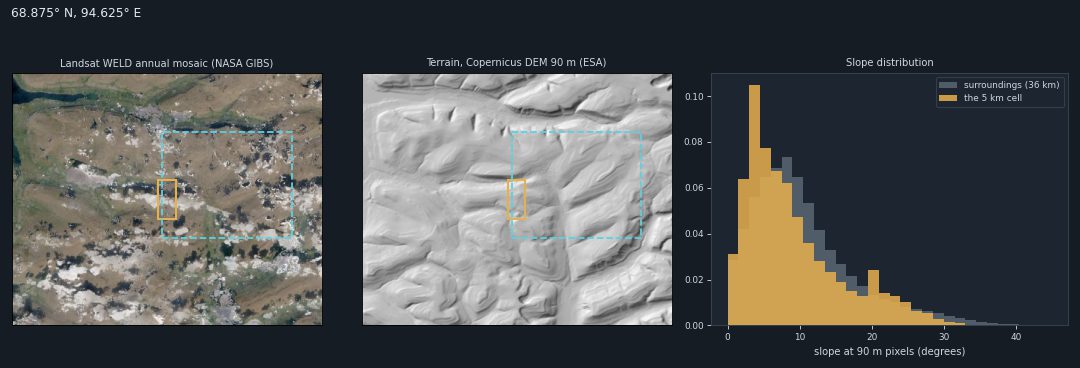 68.875° N, 94.625° E
Landsat WELD annual mosaic (NASA GIBS)
Terrain, Copernicus DEM 90 m (ESA)
Slope distribution
surroundings (36 km)
the 5 km cell
0.10
0.08
0.06
0.04
0.02
0.00
0 10 20 30 40
slope at 90 m pixels (degrees)